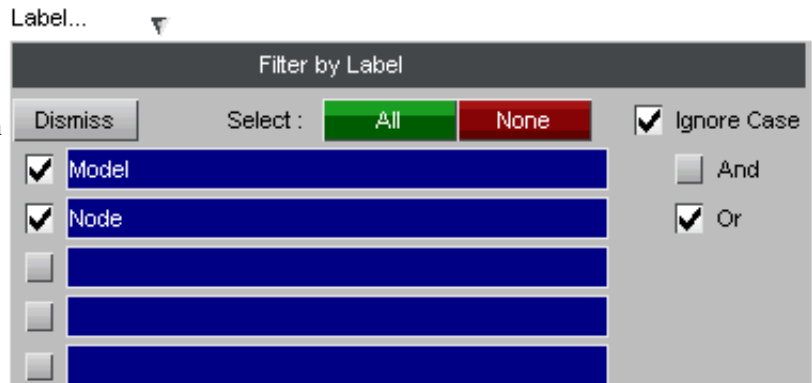 Label...
Filter by Label
Dismiss Select : All None Ignore Case
Model And
Node Or